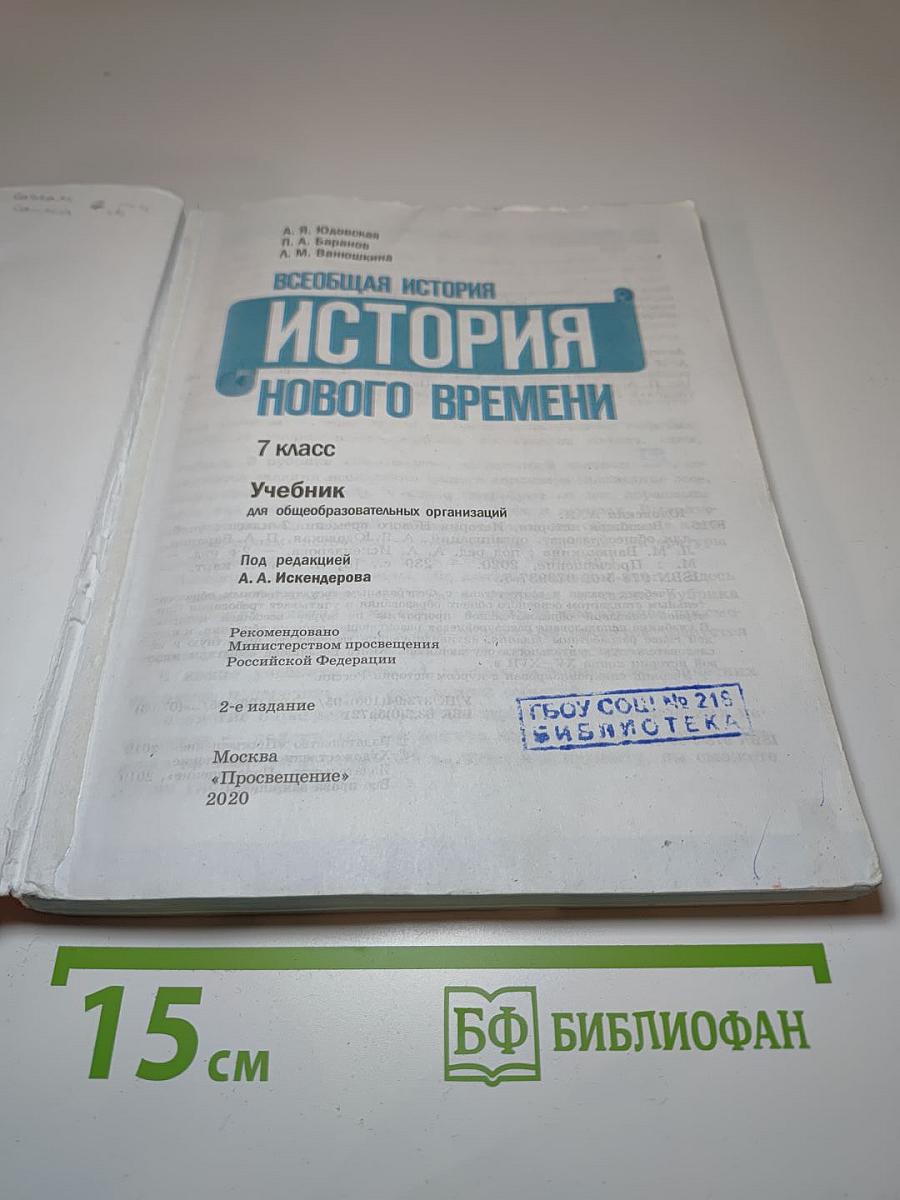 А. Я. Юдовская
П. А. Баранов
Л. М. Ванюшкина
ВСЕОБЩАЯ ИСТОРИЯ
ИСТОРИЯ
НОВОГО ВРЕМЕНИ
7 класс
Учебник
для общеобразовательных организаций
Под редакцией
А. А. Искендерова
Рекомендовано
Министерством просвещения
Российской Федерации
2-е издание
ГБОУ СОШ № 218
БИБЛИОТЕКА
Москва
«Просвещение»
2020
15 см
БФ БИБЛИОФАН